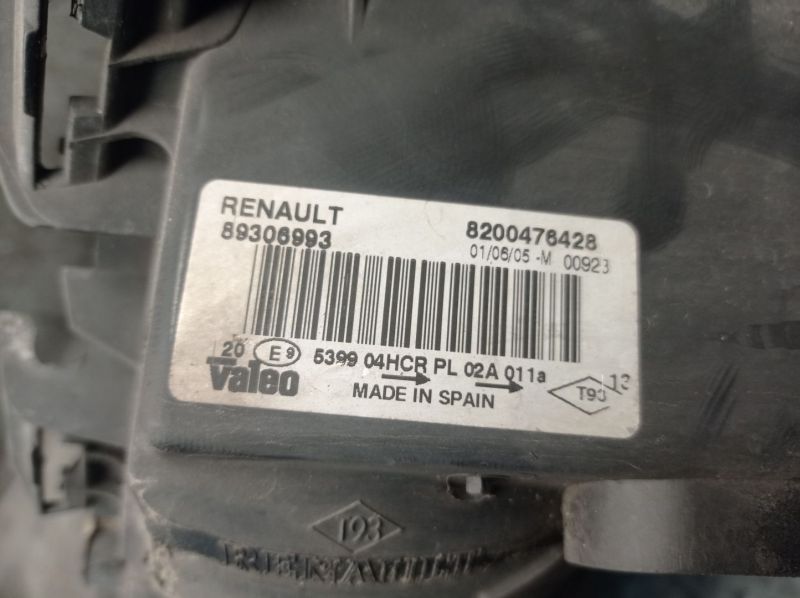 RENAULT
89306993
8200476428
01/06/05 -M 00923
20 E9 5399 04HCR PL 02A 011a
Valeo
MADE IN SPAIN
T93 13
T93
RENAULT